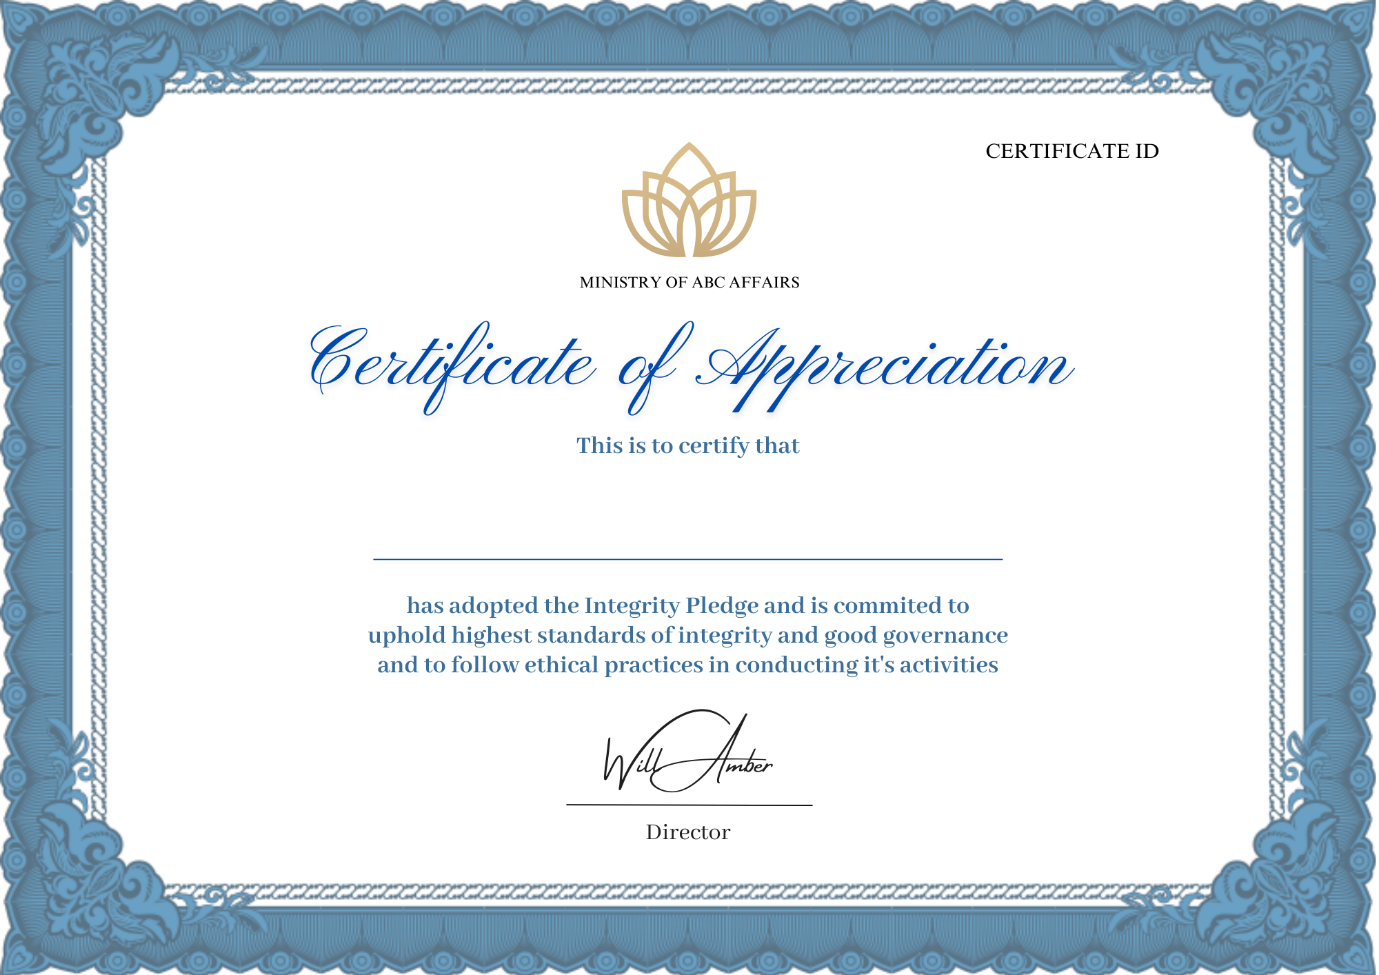 CERTIFICATE ID
MINISTRY OF ABC AFFAIRS
Certificate of Appreciation
This is to certify that
has adopted the Integrity Pledge and is commited to
uphold highest standards of integrity and good governance
and to follow ethical practices in conducting it's activities
Will Amber
Director